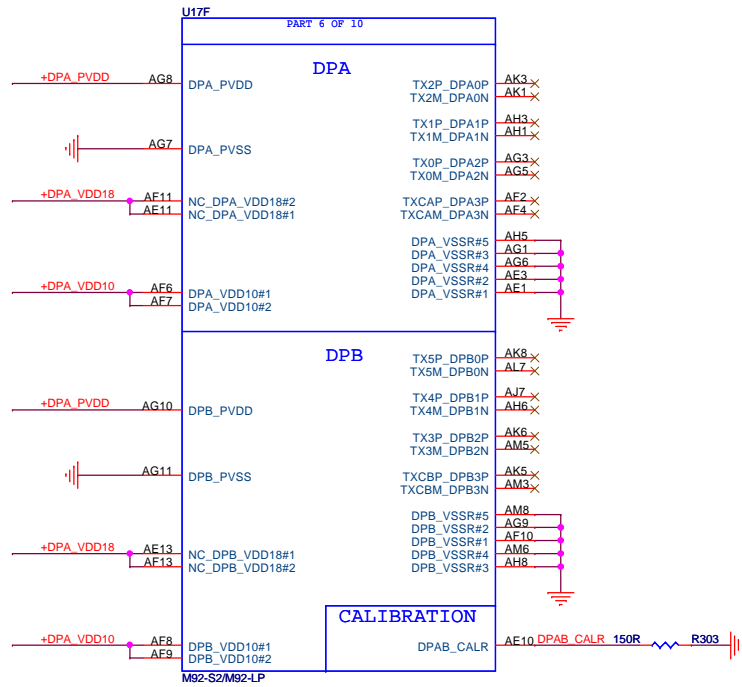 U17F
PART 6 OF 10
DPA
+DPA_PVDD AG8 DPA_PVDD TX2P_DPA0P AK3
TX2M_DPA0N AK1
TX1P_DPA1P AH3
TX1M_DPA1N AH1
AG7 DPA_PVSS
TX0P_DPA2P AG3
TX0M_DPA2N AG5
+DPA_VDD18 AF11 NC_DPA_VDD18#2 TXCAP_DPA3P AF2
AE11 NC_DPA_VDD18#1 TXCAM_DPA3N AF4
DPA_VSSR#5 AH5
DPA_VSSR#3 AG1
DPA_VSSR#4 AG6
DPA_VSSR#2 AE3
+DPA_VDD10 AF6 DPA_VDD10#1 DPA_VSSR#1 AE1
AF7 DPA_VDD10#2
DPB
TX5P_DPB0P AK8
TX5M_DPB0N AL7
TX4P_DPB1P AJ7
+DPA_PVDD AG10 DPB_PVDD TX4M_DPB1N AH6
TX3P_DPB2P AK6
TX3M_DPB2N AM5
AG11 DPB_PVSS TXCBP_DPB3P AK5
TXCBM_DPB3N AM3
DPB_VSSR#5 AM8
DPB_VSSR#2 AG9
DPB_VSSR#1 AF10
+DPA_VDD18 AE13 NC_DPB_VDD18#1 DPB_VSSR#4 AM6
AF13 NC_DPB_VDD18#2 DPB_VSSR#3 AH8
CALIBRATION
+DPA_VDD10 AF8 DPB_VDD10#1 DPAB_CALR AE10 DPAB_CALR 150R R303
AF9 DPB_VDD10#2
M92-S2/M92-LP